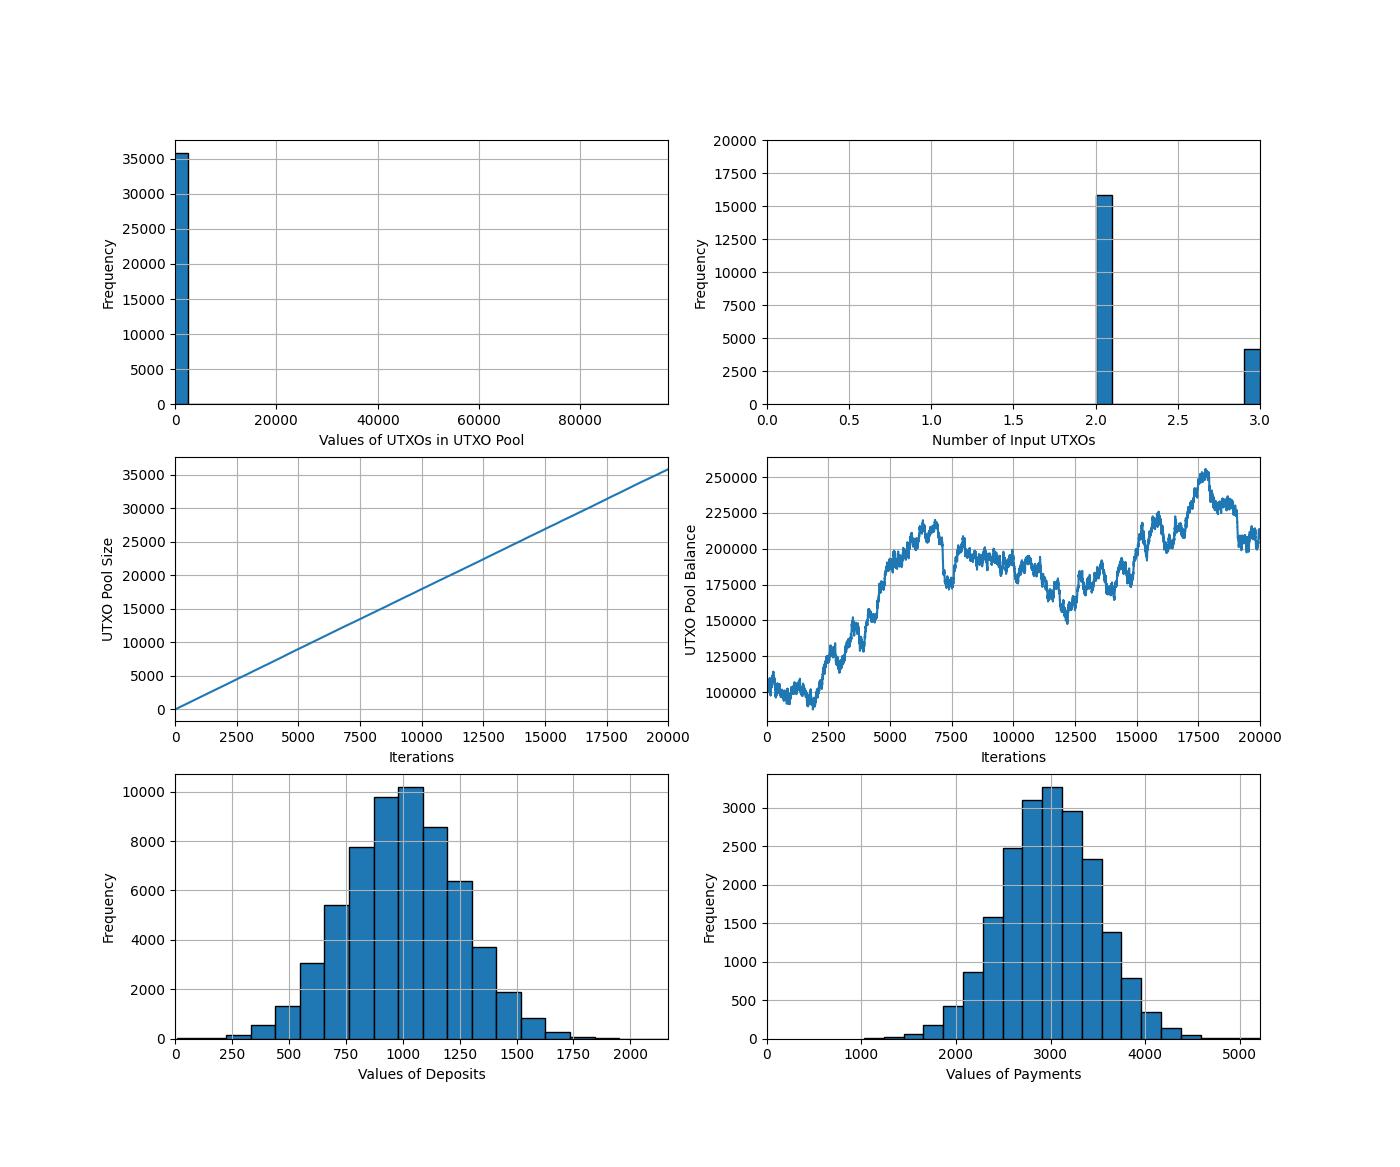 35000
30000
25000
20000
15000
10000
5000
0
Frequency
0 20000 40000 60000 80000
Values of UTXOs in UTXO Pool
20000
17500
15000
12500
10000
7500
5000
2500
0
Frequency
0.0 0.5 1.0 1.5 2.0 2.5 3.0
Number of Input UTXOs
35000
30000
25000
20000
15000
10000
5000
0
UTXO Pool Size
0 2500 5000 7500 10000 12500 15000 17500 20000
Iterations
250000
225000
200000
175000
150000
125000
100000
UTXO Pool Balance
0 2500 5000 7500 10000 12500 15000 17500 20000
Iterations
10000
8000
6000
4000
2000
0
Frequency
0 250 500 750 1000 1250 1500 1750 2000
Values of Deposits
3000
2500
2000
1500
1000
500
0
Frequency
0 1000 2000 3000 4000 5000
Values of Payments